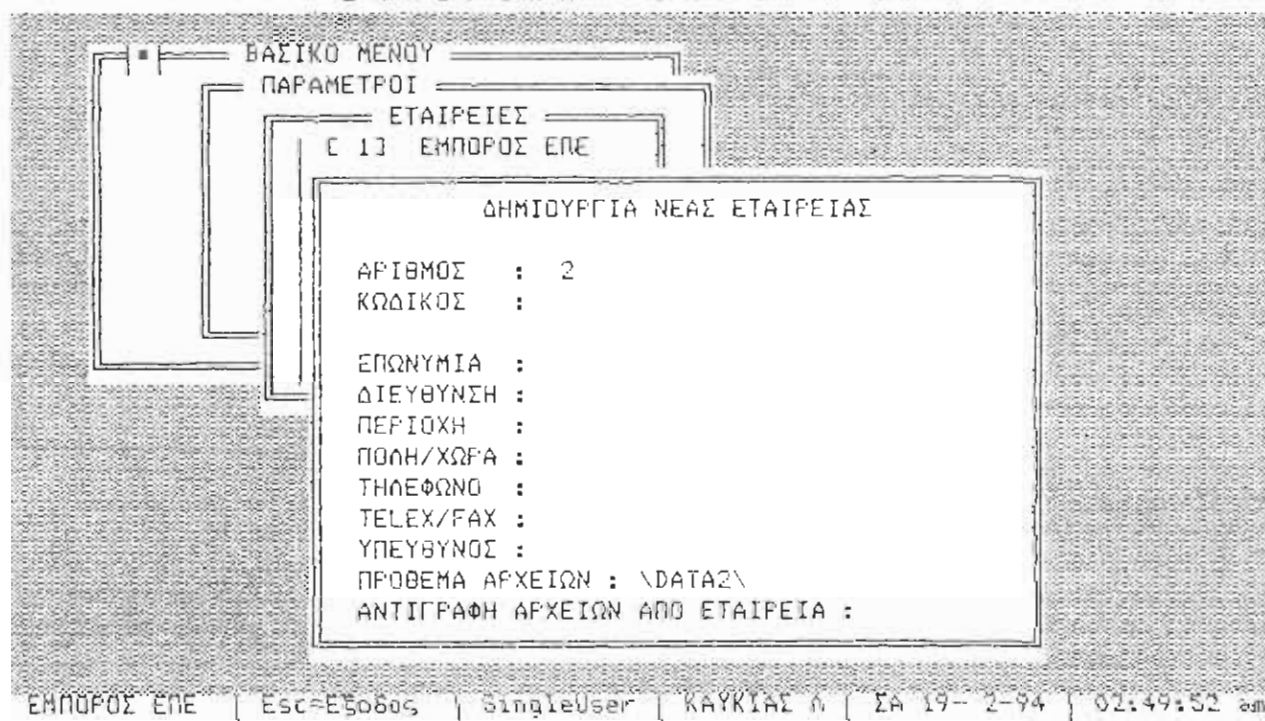 ΒΑΣΙΚΟ ΜΕΝΟΥ
ΠΑΡΑΜΕΤΡΟΙ
ΕΤΑΙΡΕΙΕΣ
[ 1] ΕΜΠΟΡΟΣ ΕΠΕ
ΔΗΜΙΟΥΡΓΙΑ ΝΕΑΣ ΕΤΑΙΡΕΙΑΣ
ΑΡΙΘΜΟΣ : 2
ΚΩΔΙΚΟΣ :
ΕΠΩΝΥΜΙΑ :
ΔΙΕΥΘΥΝΣΗ :
ΠΕΡΙΟΧΗ :
ΠΟΛΗ/ΧΩΡΑ :
ΤΗΛΕΦΩΝΟ :
TELEX/FAX :
ΥΠΕΥΘΥΝΟΣ :
ΠΡΟΘΕΜΑ ΑΡΧΕΙΩΝ : \DATA2\
ΑΝΤΙΓΡΑΦΗ ΑΡΧΕΙΩΝ ΑΠΟ ΕΤΑΙΡΕΙΑ :
ΕΜΠΟΡΟΣ ΕΠΕ | Esc=Εξοδος | SingleUser | ΚΑΥΚΙΑΣ Λ | ΣΑ 19- 2-94 | 02:49:52 am